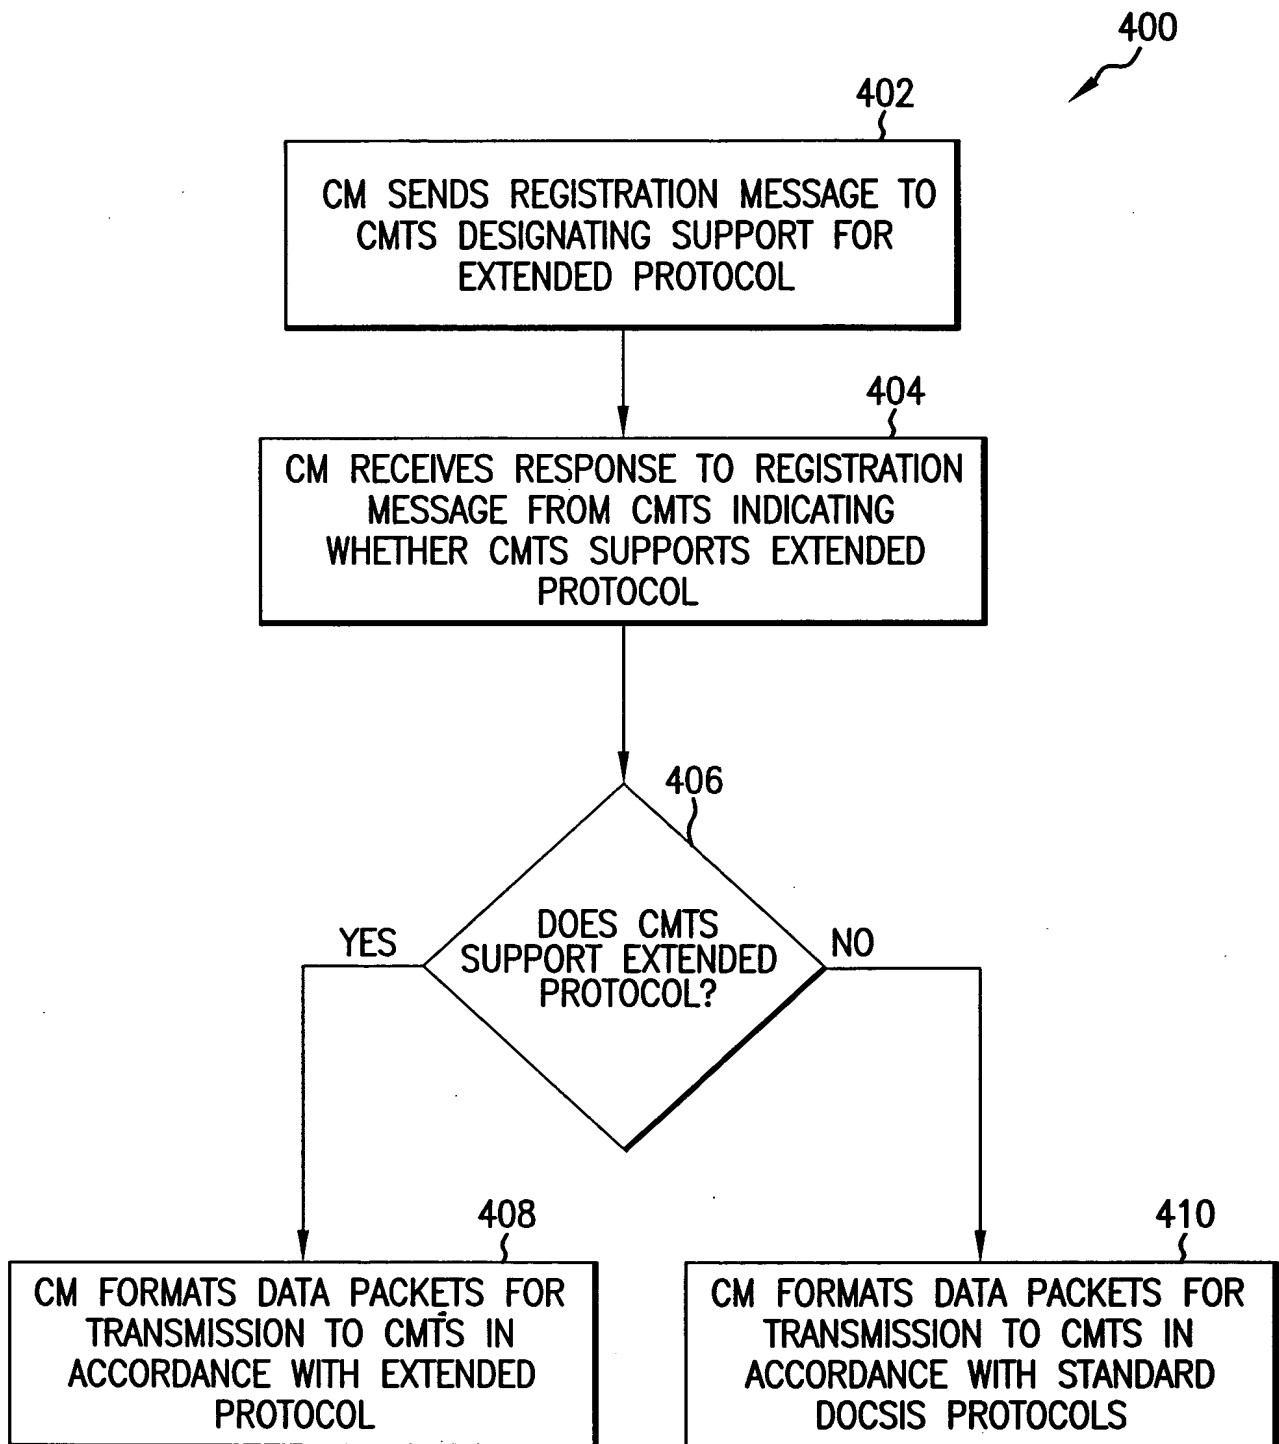 400
402
CM SENDS REGISTRATION MESSAGE TO
CMTS DESIGNATING SUPPORT FOR
EXTENDED PROTOCOL
404
CM RECEIVES RESPONSE TO REGISTRATION
MESSAGE FROM CMTS INDICATING
WHETHER CMTS SUPPORTS EXTENDED
PROTOCOL
406
DOES CMTS
SUPPORT EXTENDED
PROTOCOL?
YES
NO
408
CM FORMATS DATA PACKETS FOR
TRANSMISSION TO CMTS IN
ACCORDANCE WITH EXTENDED
PROTOCOL
410
CM FORMATS DATA PACKETS FOR
TRANSMISSION TO CMTS IN
ACCORDANCE WITH STANDARD
DOCSIS PROTOCOLS